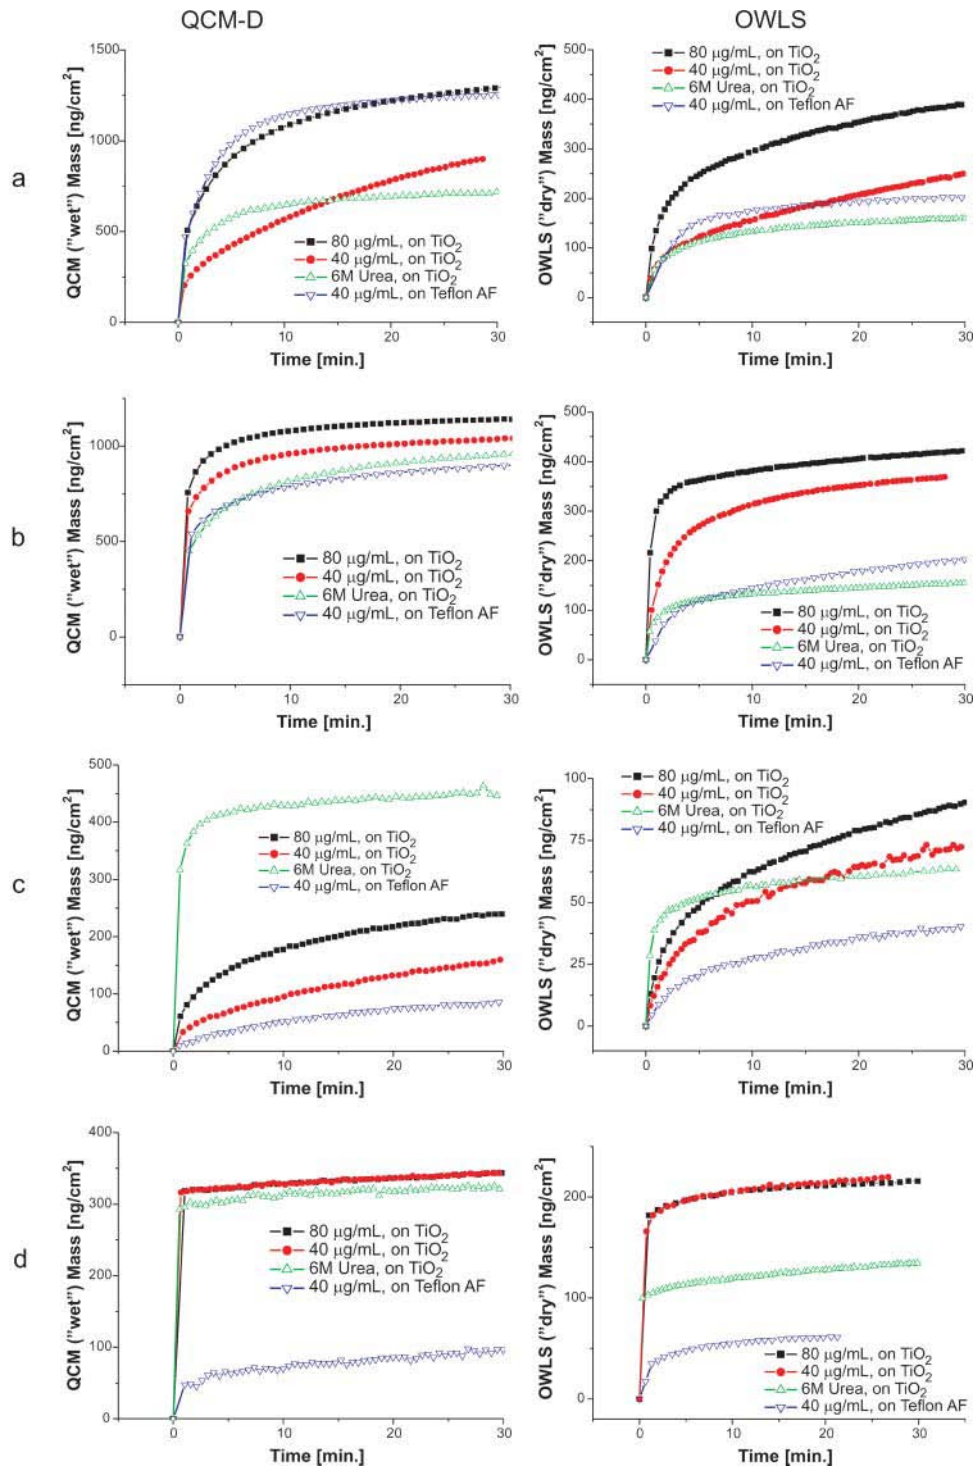 QCM-D OWLS
a
1500
1000
500
0
QCM ("wet") Mass [ng/cm²]
80 µg/mL, on TiO₂
40 µg/mL, on TiO₂
6M Urea, on TiO₂
40 µg/mL, on Teflon AF
0 10 20 30
Time [min.]
500
400
300
200
100
0
OWLS ("dry") Mass [ng/cm²]
80 µg/mL, on TiO₂
40 µg/mL, on TiO₂
6M Urea, on TiO₂
40 µg/mL, on Teflon AF
0 10 20 30
Time [min.]
b
1000
500
0
QCM ("wet") Mass [ng/cm²]
80 µg/mL, on TiO₂
40 µg/mL, on TiO₂
6M Urea, on TiO₂
40 µg/mL, on Teflon AF
0 10 20 30
Time [min.]
500
400
300
200
100
0
OWLS ("dry") Mass [ng/cm²]
80 µg/mL, on TiO₂
40 µg/mL, on TiO₂
6M Urea, on TiO₂
40 µg/mL, on Teflon AF
0 10 20 30
Time [min.]
c
500
400
300
200
100
0
QCM ("wet") Mass [ng/cm²]
80 µg/mL, on TiO₂
40 µg/mL, on TiO₂
6M Urea, on TiO₂
40 µg/mL, on Teflon AF
0 10 20 30
Time [min.]
100
75
50
25
0
OWLS ("dry") Mass [ng/cm²]
80 µg/mL, on TiO₂
40 µg/mL, on TiO₂
6M Urea, on TiO₂
40 µg/mL, on Teflon AF
0 10 20 30
Time [min.]
d
400
300
200
100
0
QCM ("wet") Mass [ng/cm²]
80 µg/mL, on TiO₂
40 µg/mL, on TiO₂
6M Urea, on TiO₂
40 µg/mL, on Teflon AF
0 10 20 30
Time [min.]
200
100
0
OWLS ("dry") Mass [ng/cm²]
80 µg/mL, on TiO₂
40 µg/mL, on TiO₂
6M Urea, on TiO₂
40 µg/mL, on Teflon AF
0 10 20 30
Time [min.]